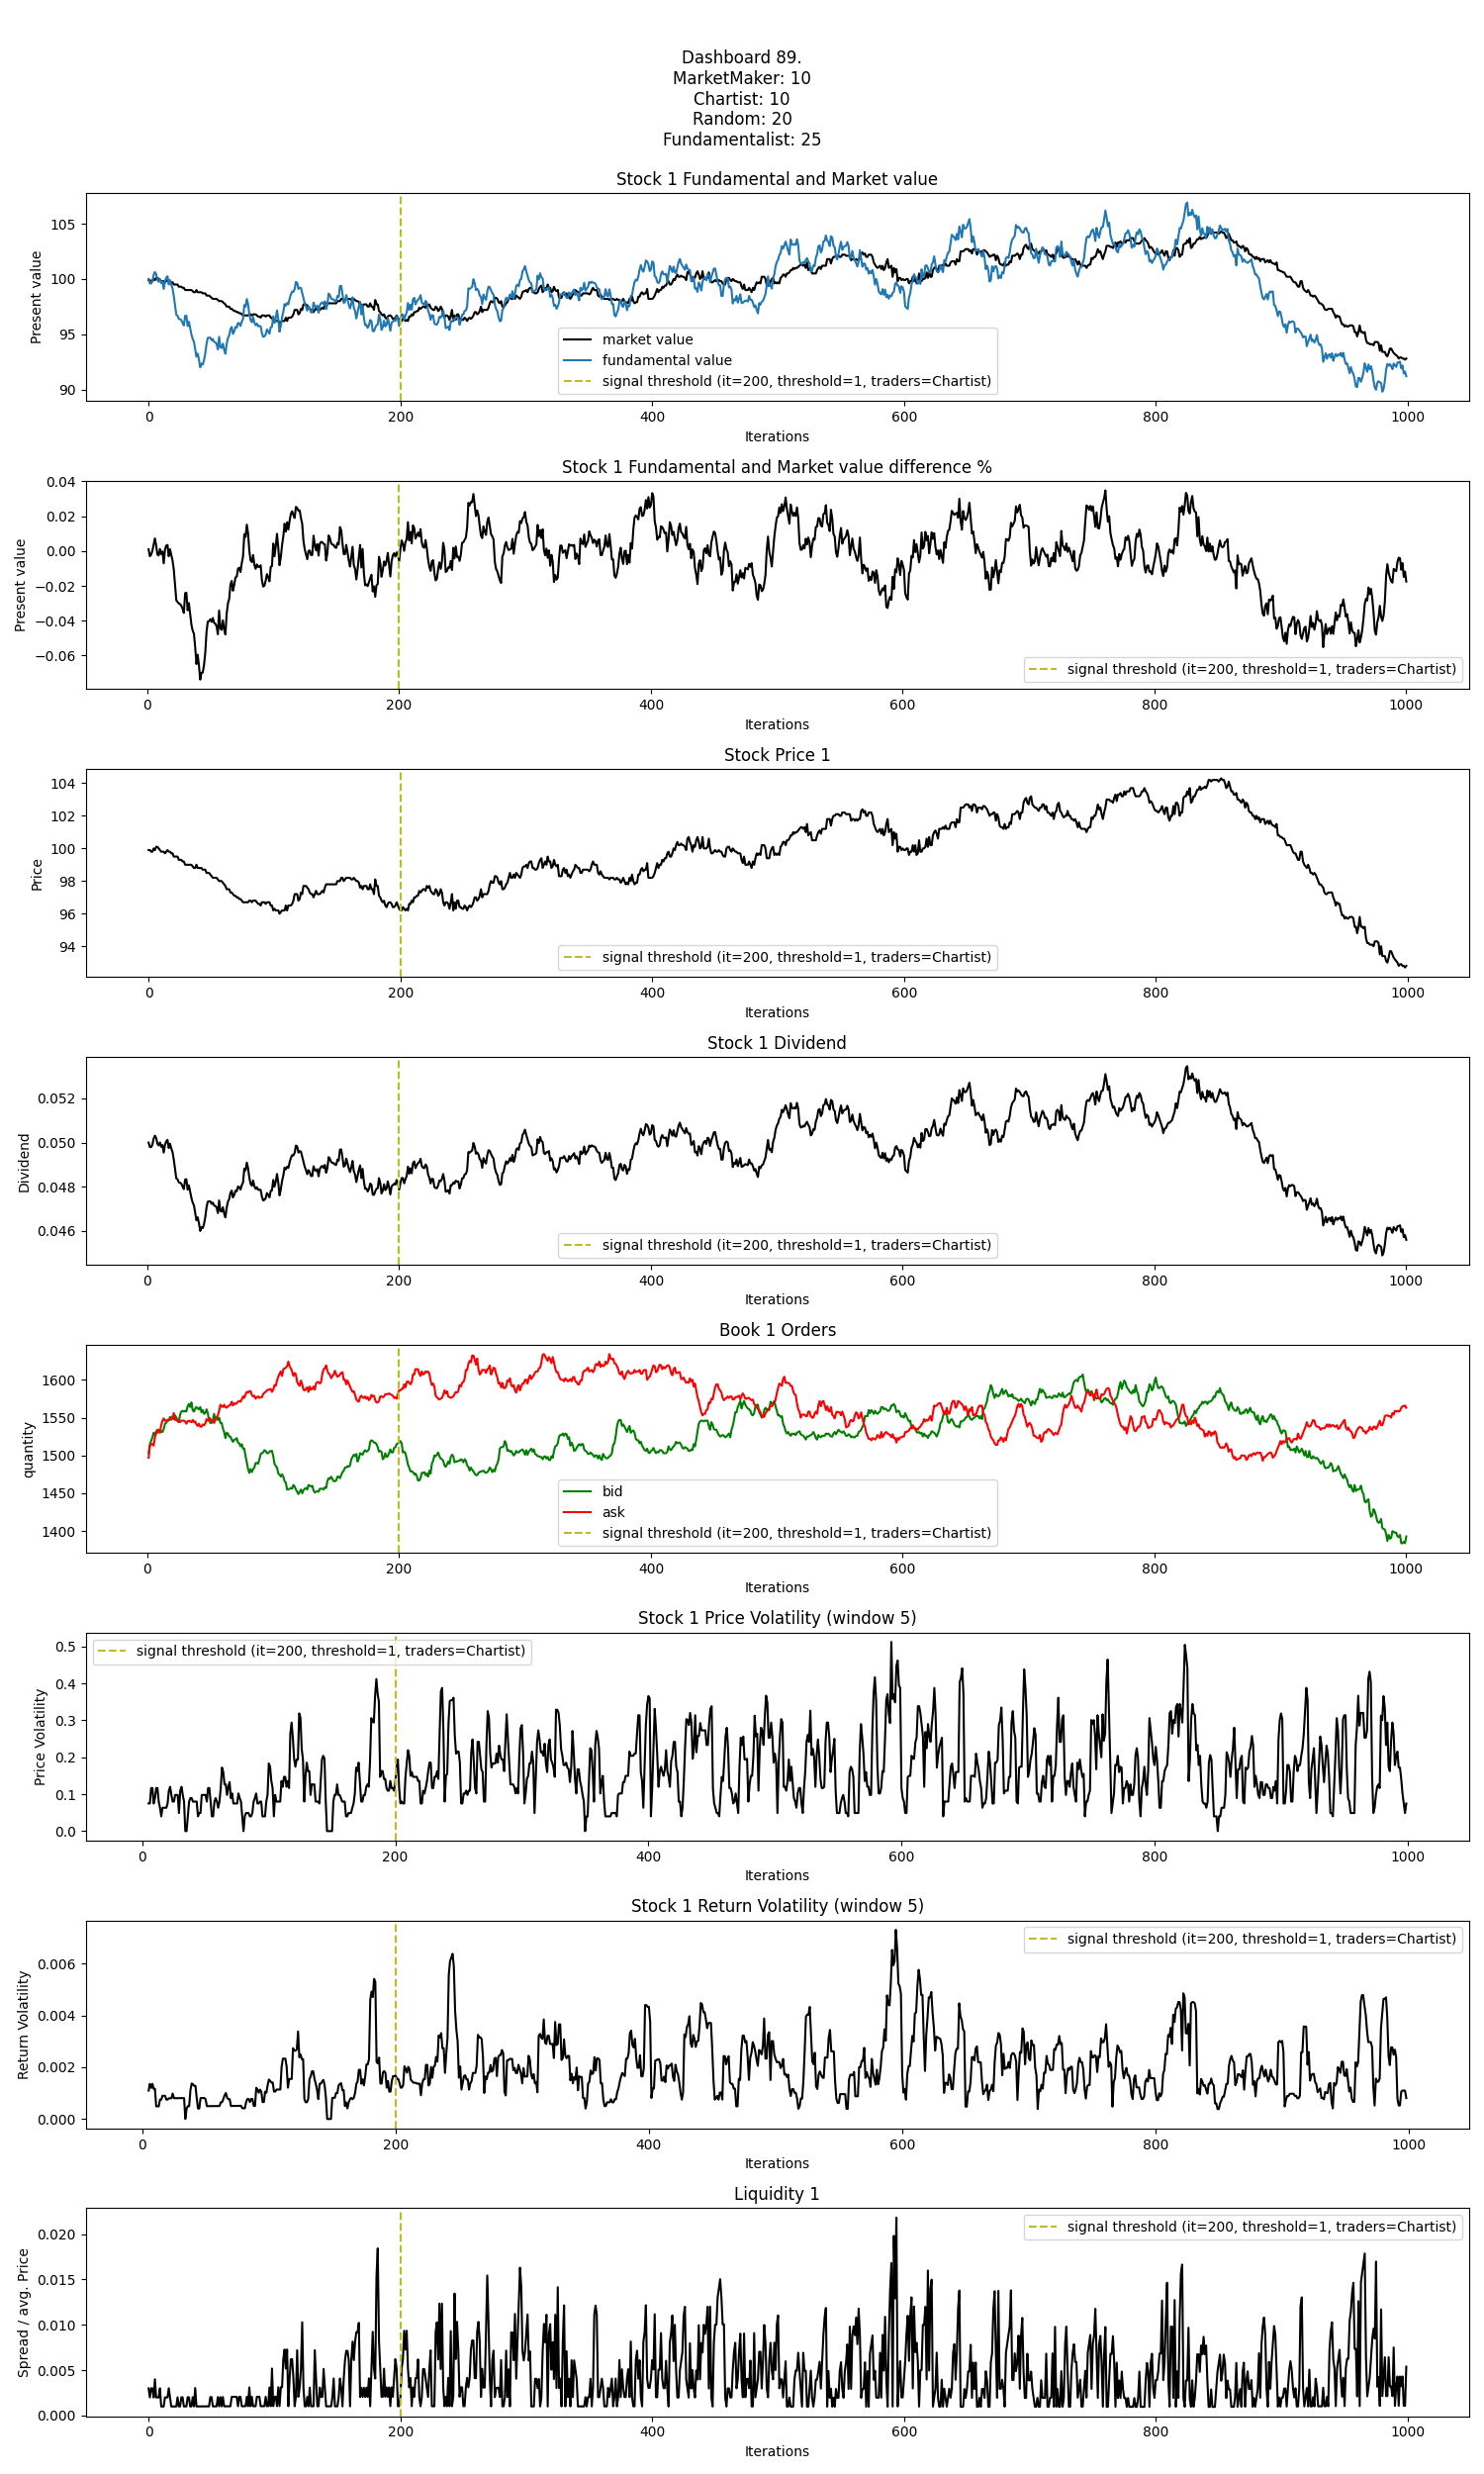 Dashboard 89.
MarketMaker: 10
Chartist: 10
Random: 20
Fundamentalist: 25
Stock 1 Fundamental and Market value
Present value
105
100
95
90
market value
fundamental value
signal threshold (it=200, threshold=1, traders=Chartist)
0 200 400 600 800 1000
Iterations
Stock 1 Fundamental and Market value difference %
Present value
0.04
0.02
0.00
−0.02
−0.04
−0.06
signal threshold (it=200, threshold=1, traders=Chartist)
0 200 400 600 800 1000
Iterations
Stock Price 1
Price
104
102
100
98
96
94
signal threshold (it=200, threshold=1, traders=Chartist)
0 200 400 600 800 1000
Iterations
Stock 1 Dividend
Dividend
0.052
0.050
0.048
0.046
signal threshold (it=200, threshold=1, traders=Chartist)
0 200 400 600 800 1000
Iterations
Book 1 Orders
quantity
1600
1550
1500
1450
1400
bid
ask
signal threshold (it=200, threshold=1, traders=Chartist)
0 200 400 600 800 1000
Iterations
Stock 1 Price Volatility (window 5)
Price Volatility
signal threshold (it=200, threshold=1, traders=Chartist)
0.5
0.4
0.3
0.2
0.1
0.0
0 200 400 600 800 1000
Iterations
Stock 1 Return Volatility (window 5)
Return Volatility
signal threshold (it=200, threshold=1, traders=Chartist)
0.006
0.004
0.002
0.000
0 200 400 600 800 1000
Iterations
Liquidity 1
Spread / avg. Price
signal threshold (it=200, threshold=1, traders=Chartist)
0.020
0.015
0.010
0.005
0.000
0 200 400 600 800 1000
Iterations